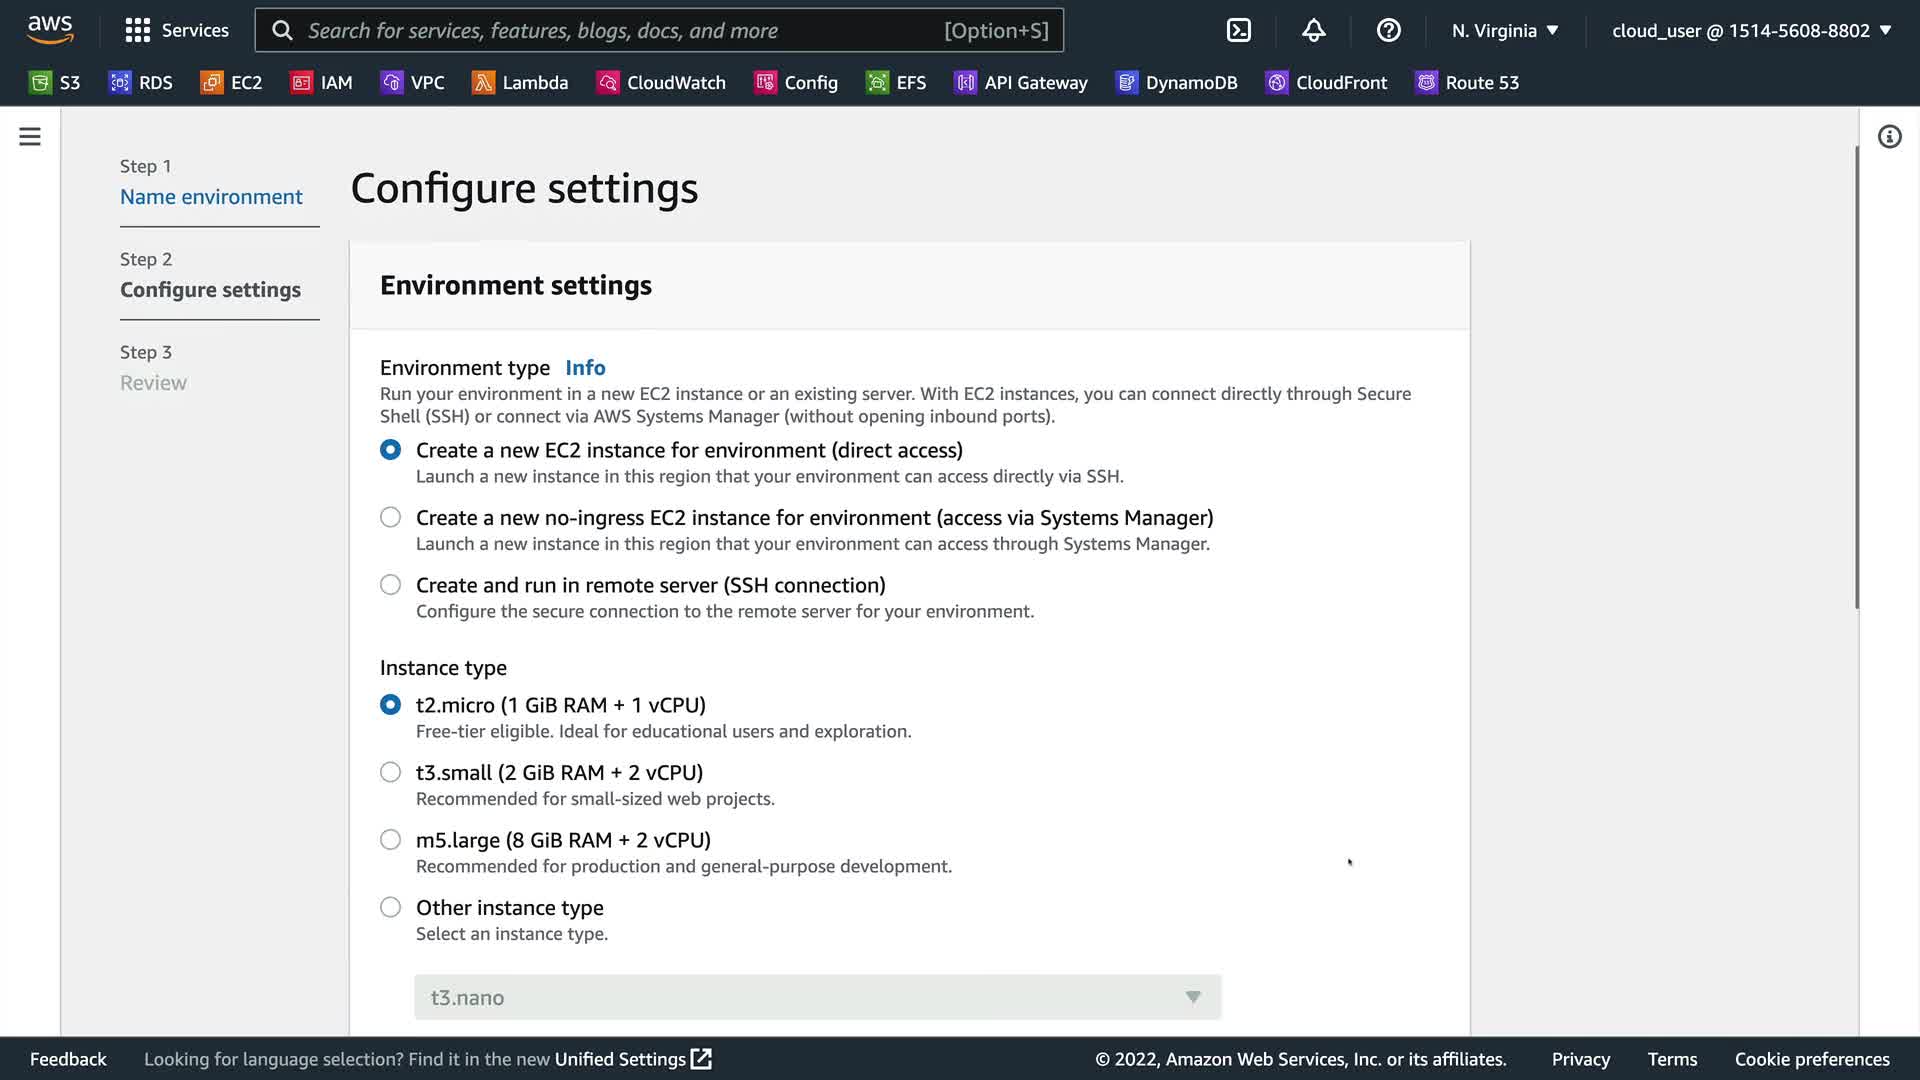 aws
Services
Search for services, features, blogs, docs, and more
[Option+S]
N. Virginia ▼
cloud_user @ 1514-5608-8802 ▼
S3
RDS
EC2
IAM
VPC
Lambda
CloudWatch
Config
EFS
API Gateway
DynamoDB
CloudFront
Route 53
Step 1
Name environment
Step 2
Configure settings
Step 3
Review
Configure settings
Environment settings
Environment type Info
Run your environment in a new EC2 instance or an existing server. With EC2 instances, you can connect directly through Secure
Shell (SSH) or connect via AWS Systems Manager (without opening inbound ports).
Create a new EC2 instance for environment (direct access)
Launch a new instance in this region that your environment can access directly via SSH.
Create a new no-ingress EC2 instance for environment (access via Systems Manager)
Launch a new instance in this region that your environment can access through Systems Manager.
Create and run in remote server (SSH connection)
Configure the secure connection to the remote server for your environment.
Instance type
t2.micro (1 GiB RAM + 1 vCPU)
Free-tier eligible. Ideal for educational users and exploration.
t3.small (2 GiB RAM + 2 vCPU)
Recommended for small-sized web projects.
m5.large (8 GiB RAM + 2 vCPU)
Recommended for production and general-purpose development.
Other instance type
Select an instance type.
t3.nano
Feedback
Looking for language selection? Find it in the new Unified Settings
© 2022, Amazon Web Services, Inc. or its affiliates.
Privacy
Terms
Cookie preferences